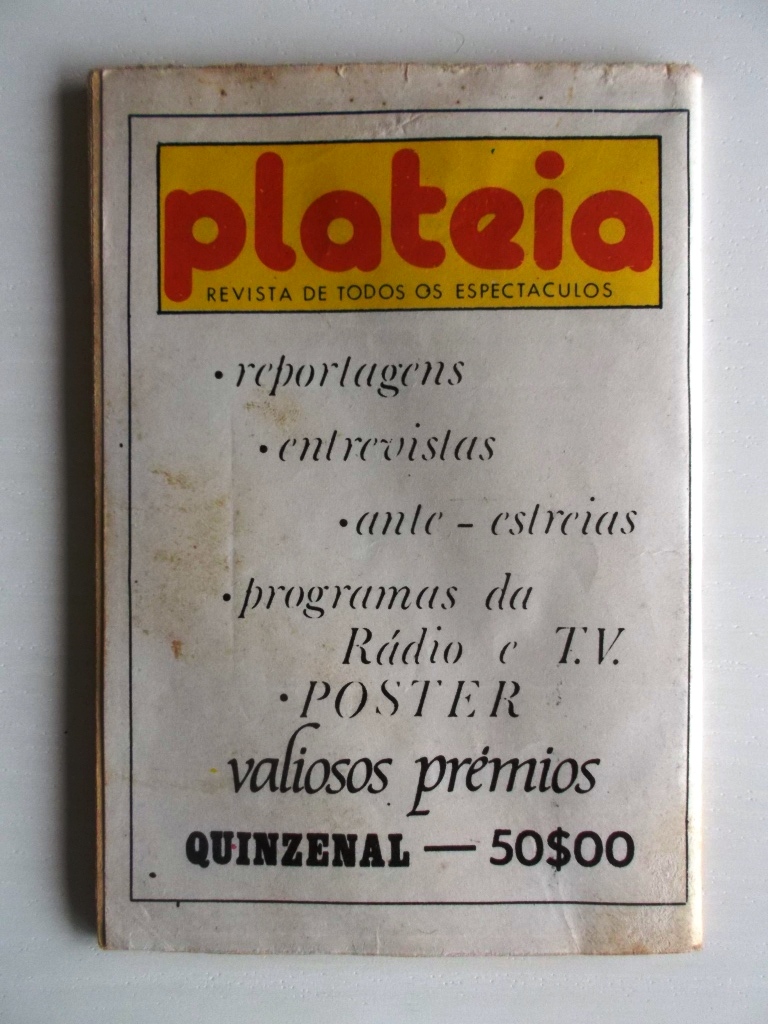 plateia
REVISTA DE TODOS OS ESPECTACULOS
• reportagens
• entrevistas
• ante - estreias
• programas da
Rádio e T.V.
• POSTER
valiosos prémios
QUINZENAL — 50$00